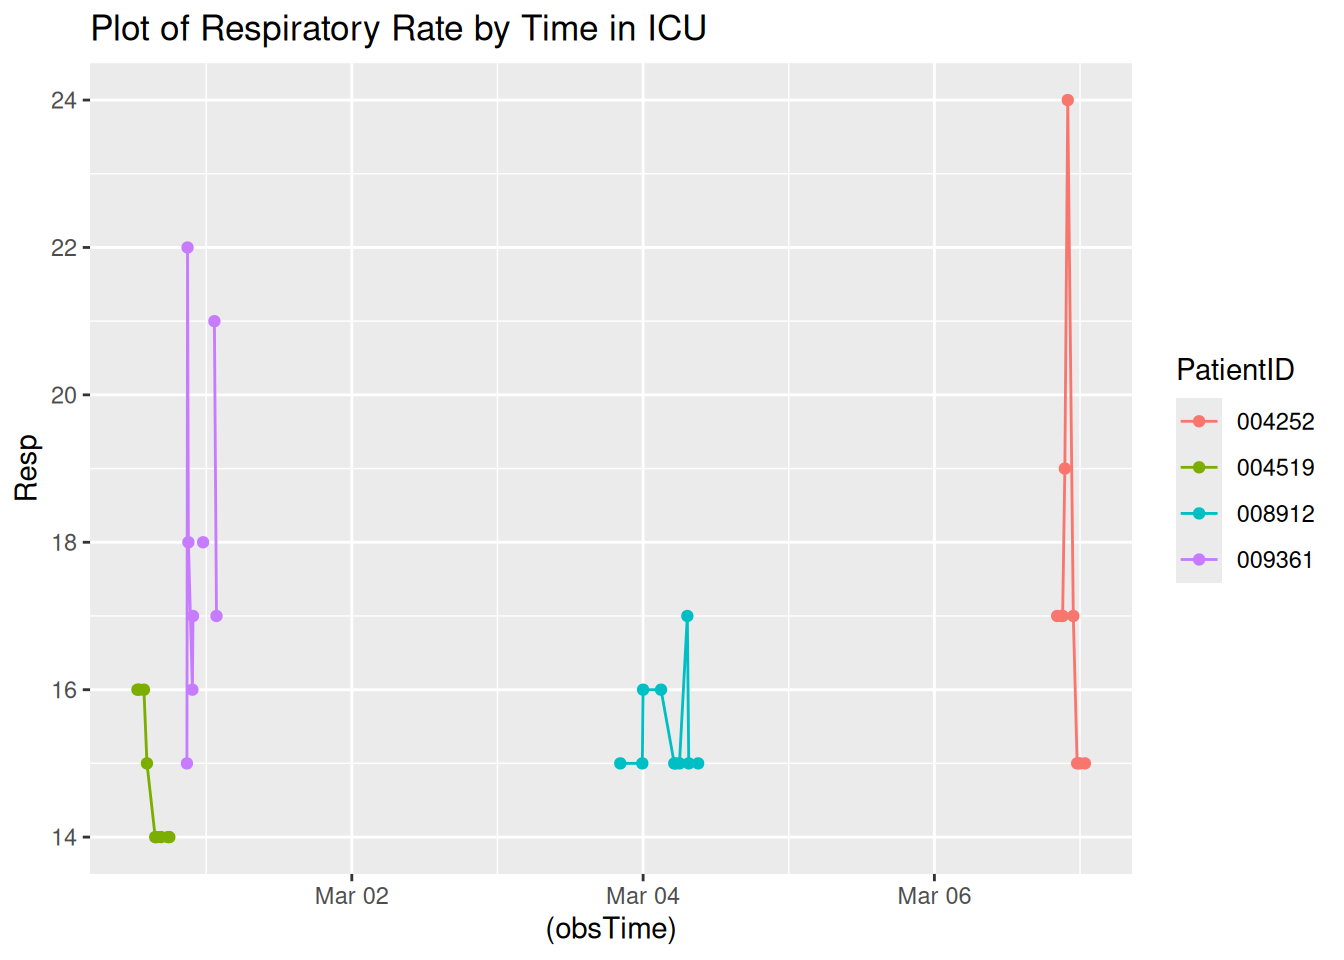 Plot of Respiratory Rate by Time in ICU
24
22
20
18
16
14
Resp
Mar 02 Mar 04 Mar 06
(obsTime)
PatientID
004252
004519
008912
009361